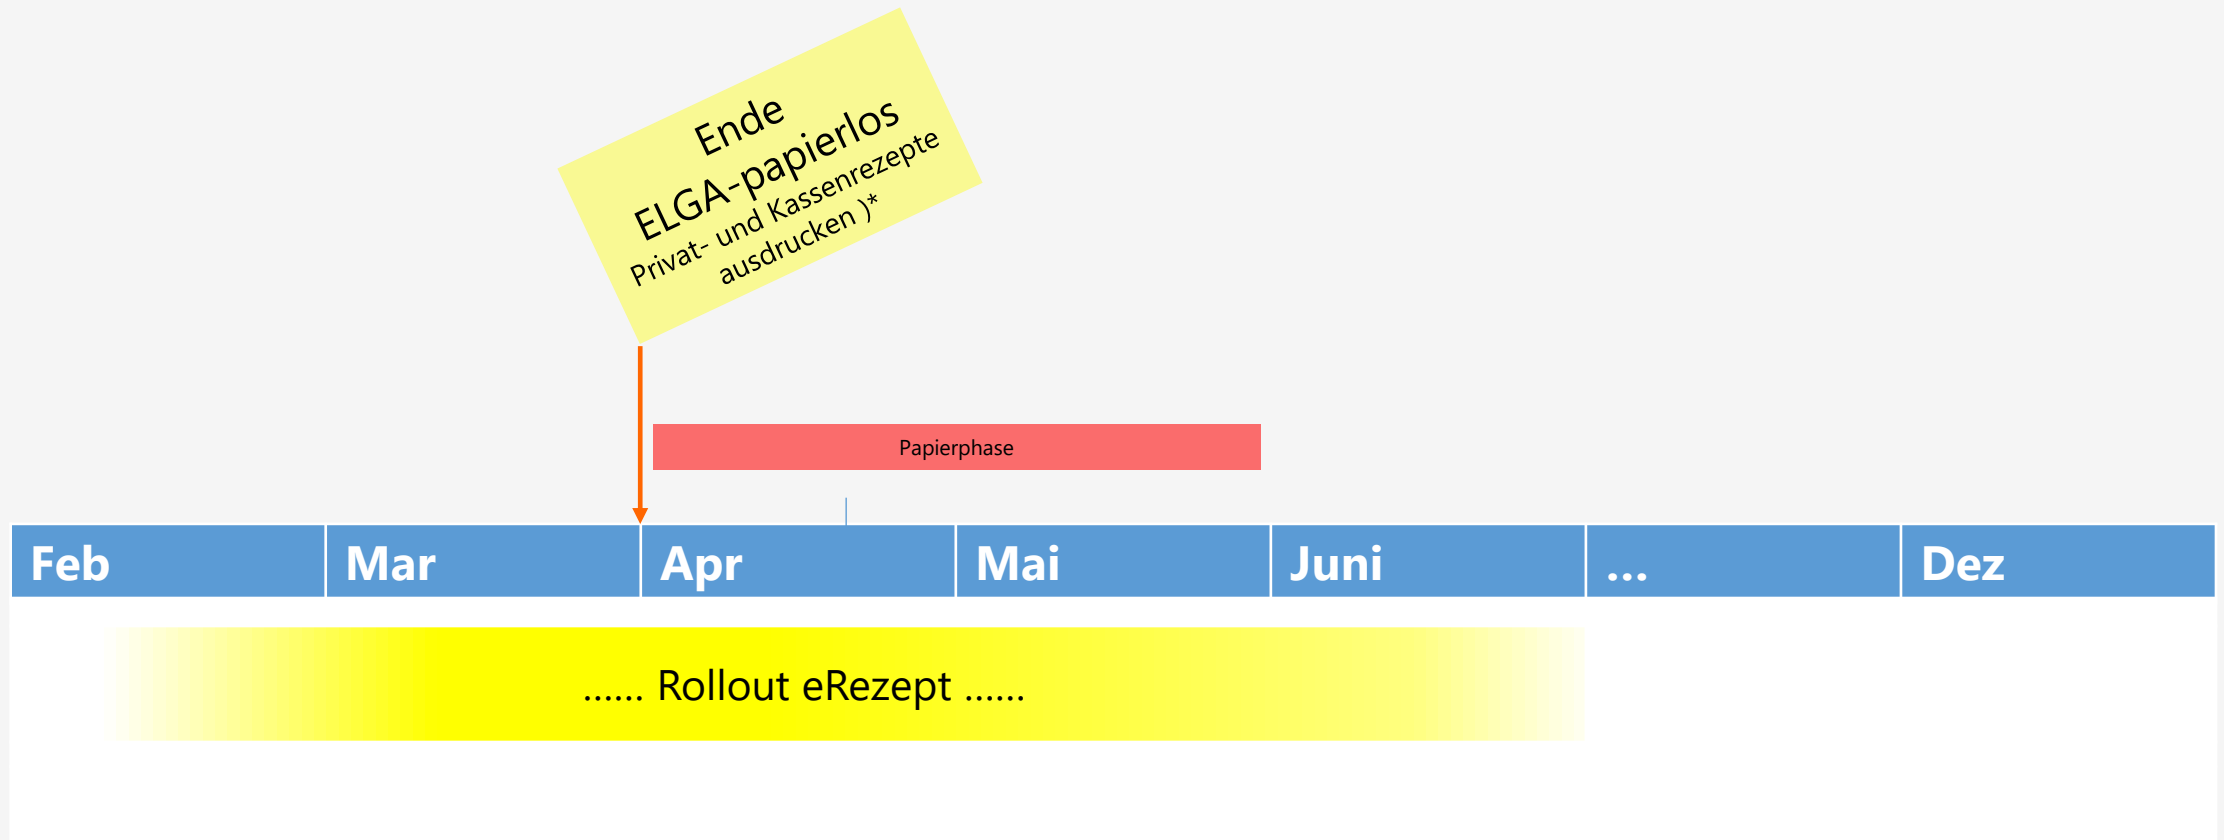 Ende
ELGA-papierlos
Privat- und Kassenrezepte
ausdrucken )*
Papierphase
Feb Mar Apr Mai Juni ... Dez
...... Rollout eRezept ......